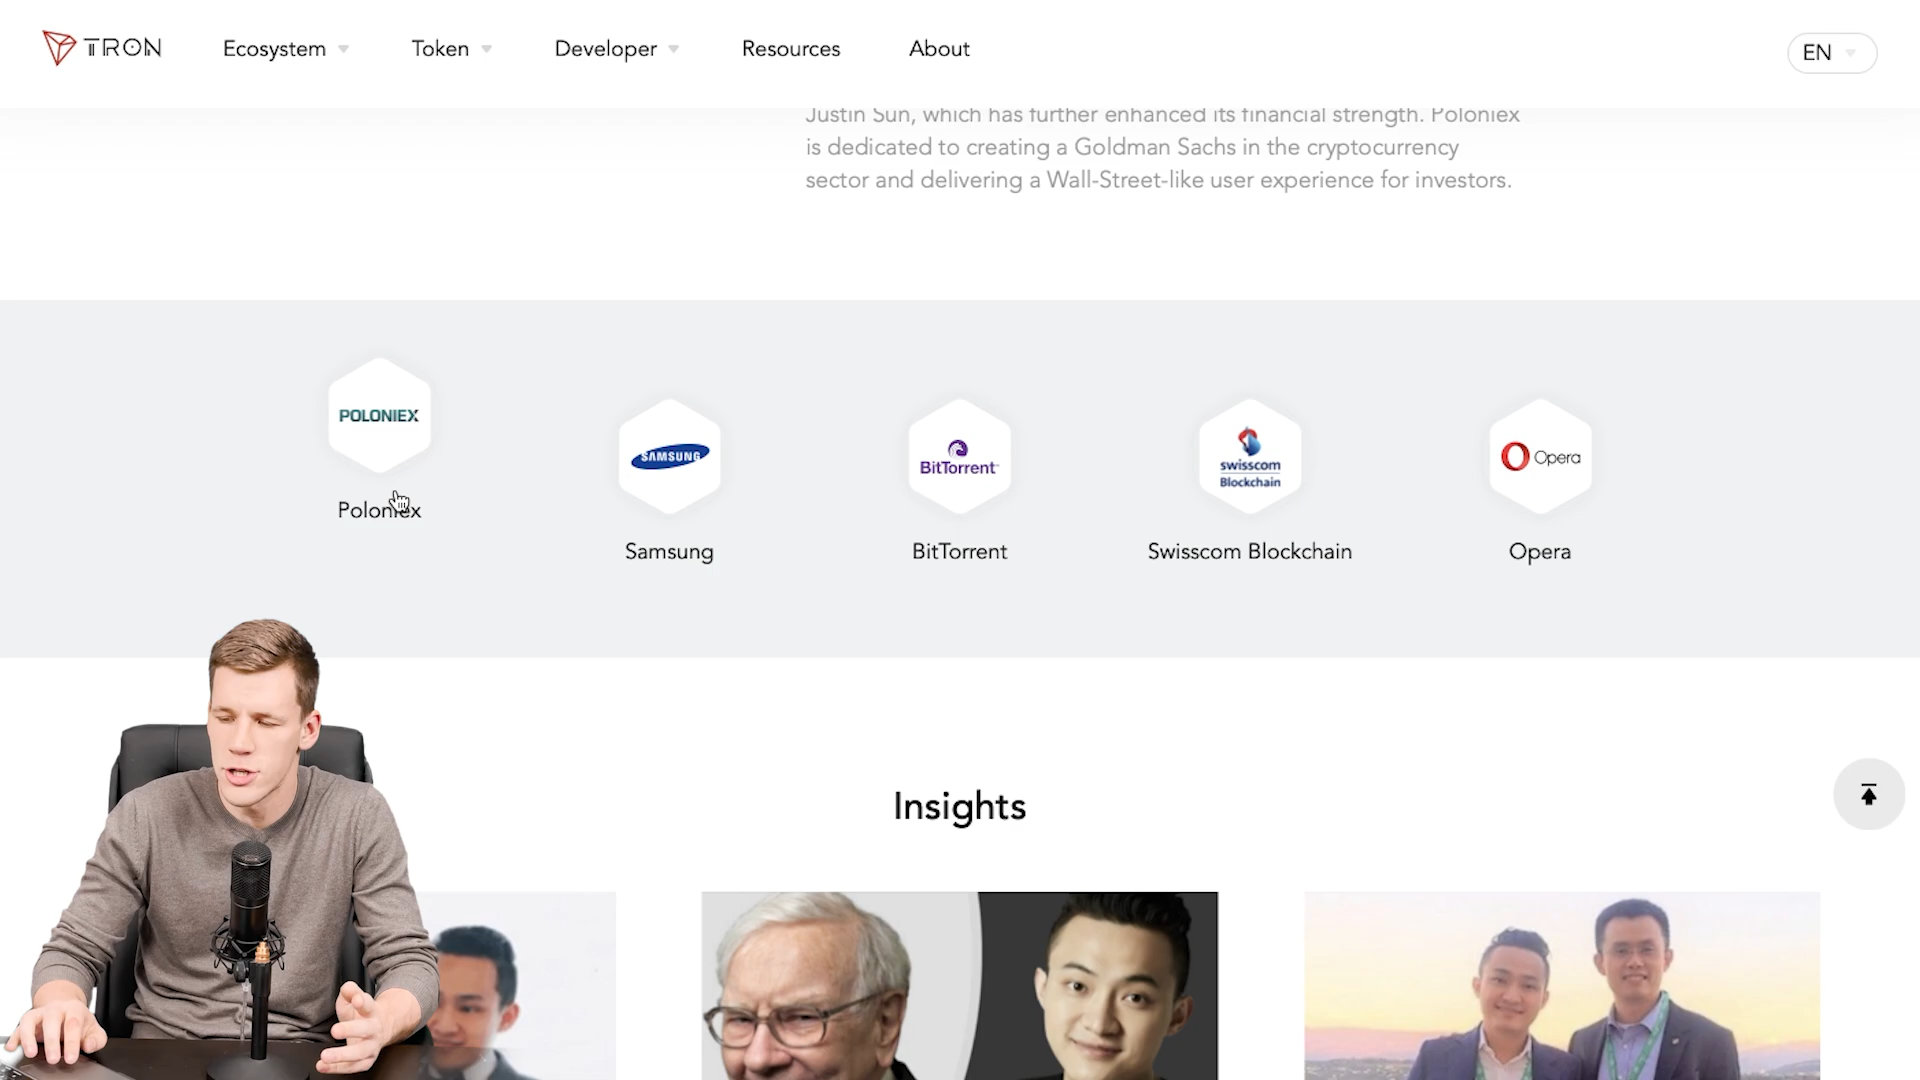 TRON
Ecosystem
Token
Developer
Resources
About
EN
Justin Sun, which has further enhanced its financial strength. Poloniex
is dedicated to creating a Goldman Sachs in the cryptocurrency
sector and delivering a Wall-Street-like user experience for investors.
POLONIEX
Poloniex
SAMSUNG
Samsung
BitTorrent
BitTorrent
swisscom
Blockchain
Swisscom Blockchain
Opera
Opera
Insights